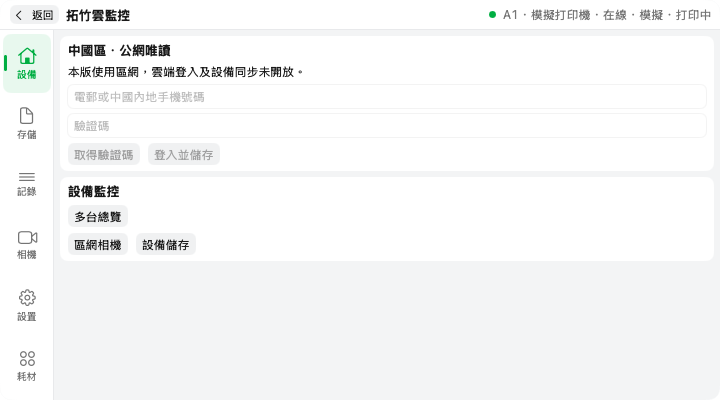 返回
拓竹雲監控
A1 · 模擬打印機 · 在線 · 模擬 · 打印中
設備
存儲
記錄
相機
設置
耗材
中國區 · 公網唯讀
本版使用區網，雲端登入及設備同步未開放。
電郵或中國內地手機號碼
驗證碼
取得驗證碼
登入並儲存
設備監控
多台總覽
區網相機
設備儲存